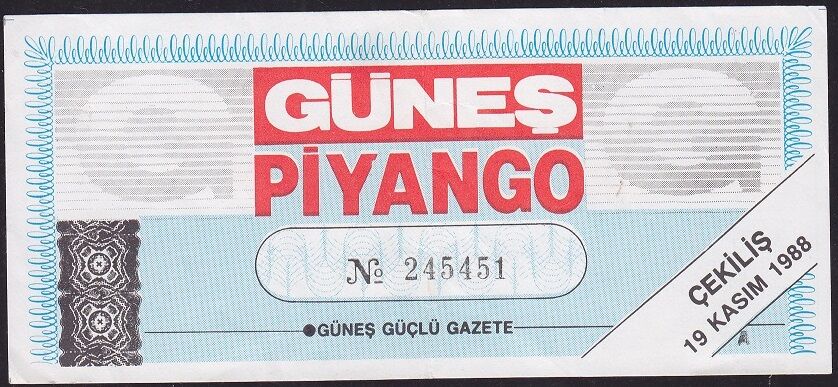 GÜNEŞ
PİYANGO
№ 245451
GÜNEŞ GÜÇLÜ GAZETE
ÇEKİLİŞ
19 KASIM 1988
A